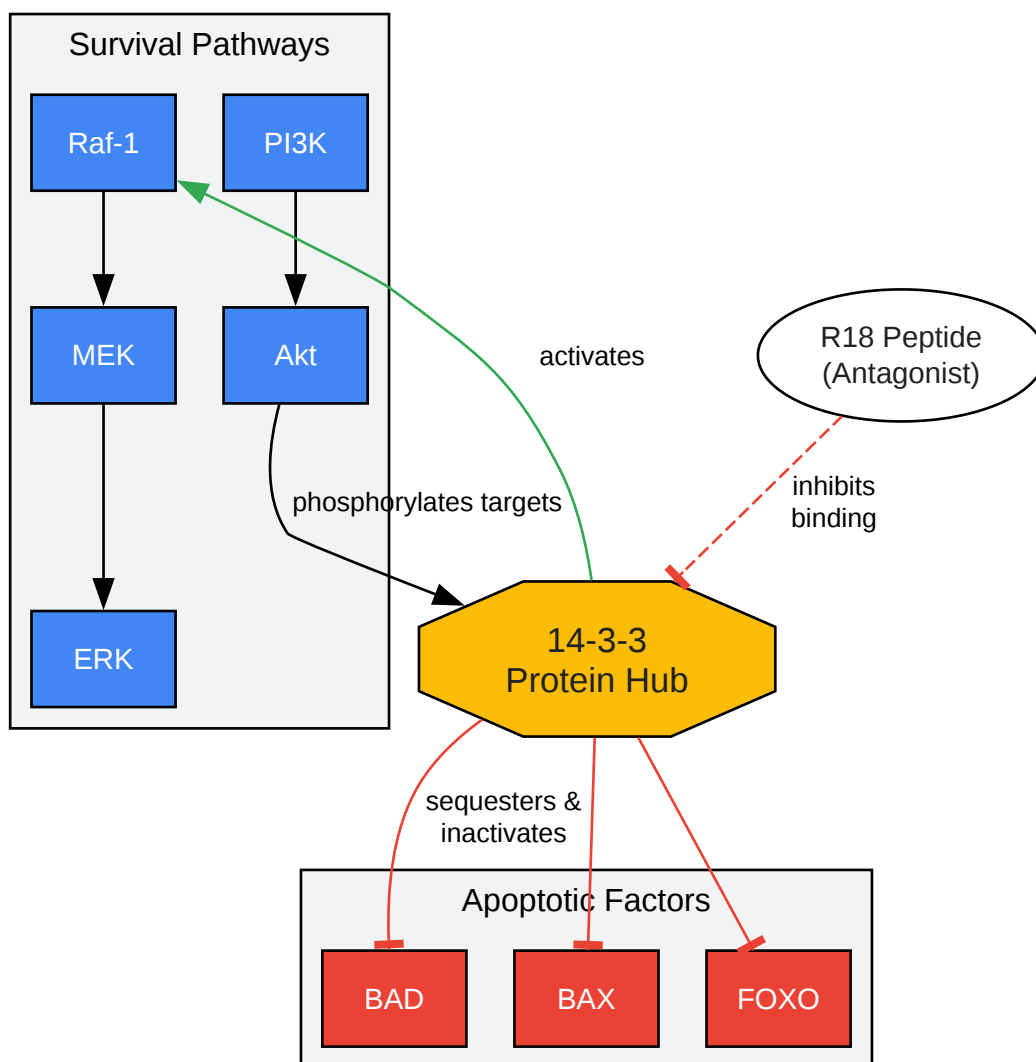 Survival Pathways
Raf-1
PI3K
MEK
Akt
activates
R18 Peptide
(Antagonist)
phosphorylates targets
inhibits
binding
ERK
14-3-3
Protein Hub
sequesters &
inactivates
Apoptotic Factors
BAD
BAX
FOXO